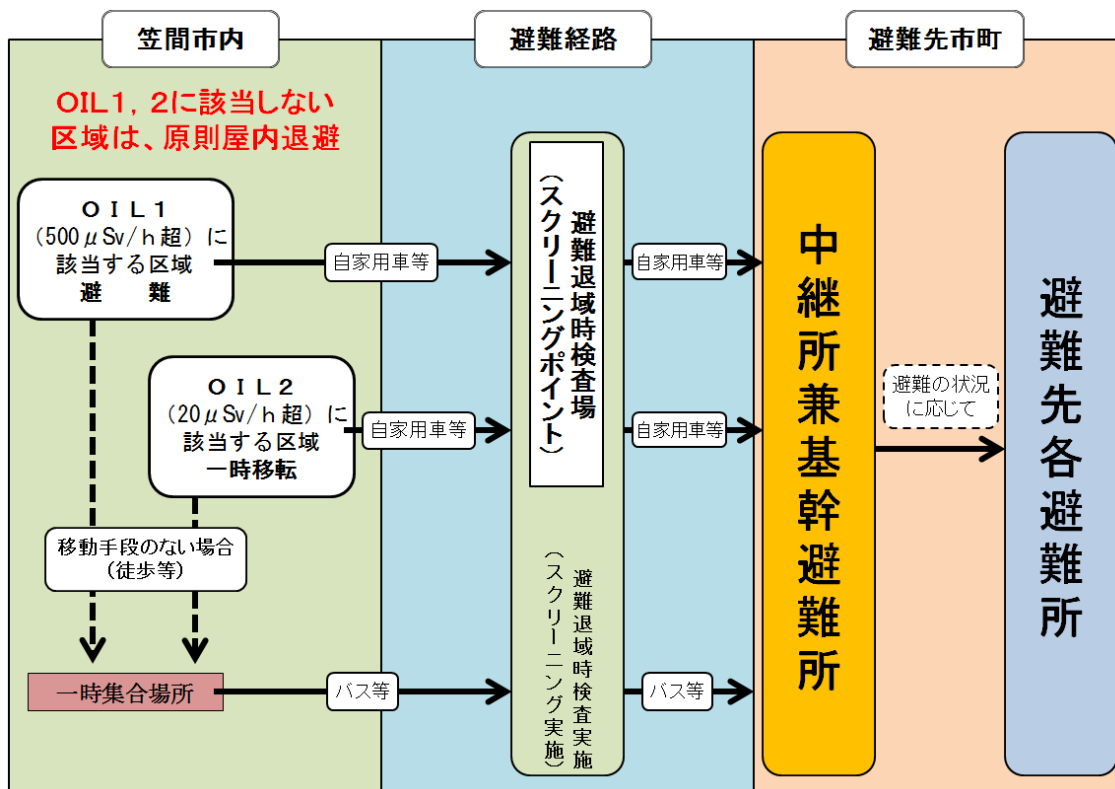 笠間市内
避難経路
避難先市町
OIL1，2に該当しない
区域は、原則屋内退避
OIL1
（500μSv/h超）に
該当する区域
避　難
自家用車等
OIL2
（20μSv/h超）に
該当する区域
一時移転
自家用車等
移動手段のない場合
（徒歩等）
一時集合場所
バス等
避難退域時検査場
（スクリーニングポイント）
避難退域時検査実施
（スクリーニング実施）
自家用車等
自家用車等
バス等
中継所兼基幹避難所
避難の状況
に応じて
避難先各避難所